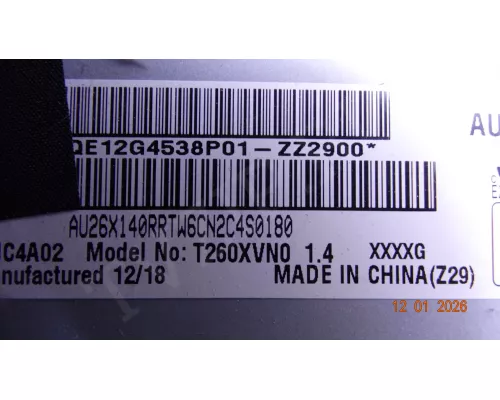 AU
QE12G4538P01-ZZ2900*
AU26X140RRTW6CN2C4S0180
C4A02 Model No: T260XVN0 1.4 XXXXG
nufactured 12/18 MADE IN CHINA(Z29)
12 01 2026